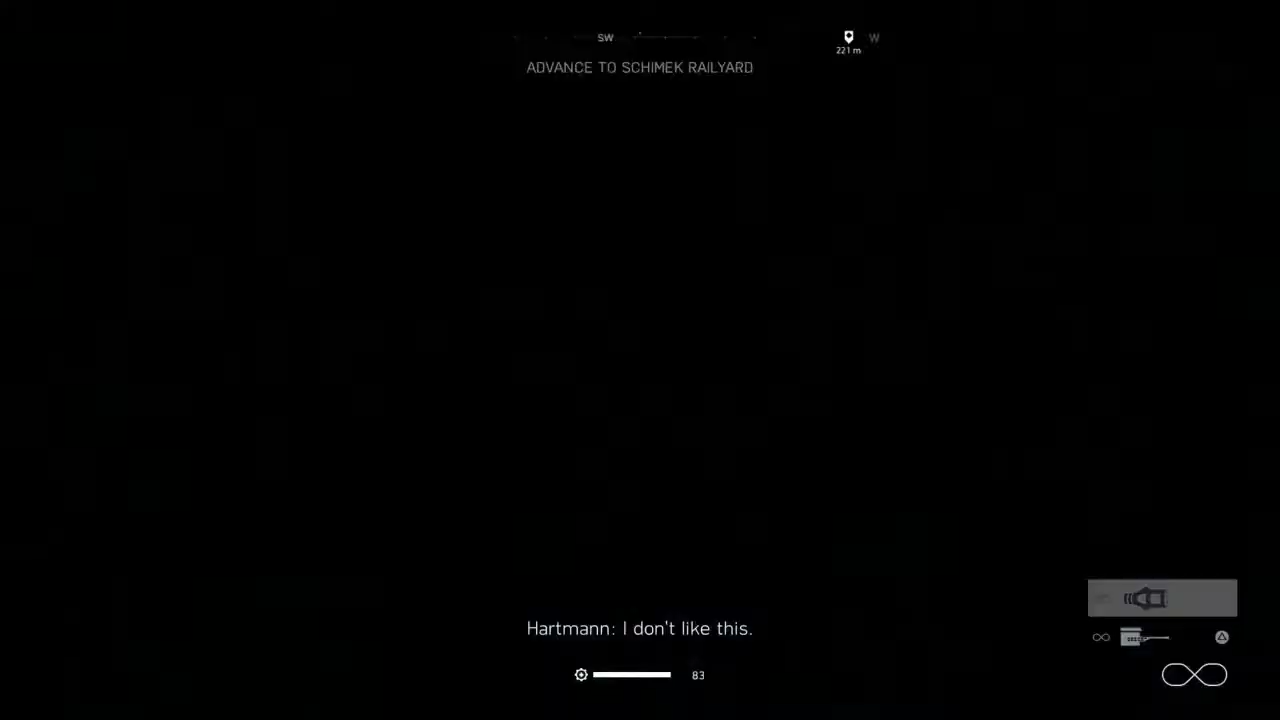 SW
W
221 m
ADVANCE TO SCHIMEK RAILYARD
Hartmann: I don't like this.
83